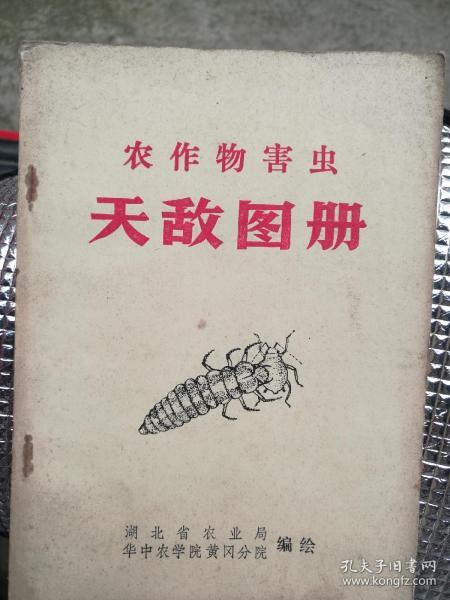 农作物害虫
天敌图册
湖北省农业局
华中农学院黄冈分院
编绘
孔夫子旧书网
www.kongfz.com